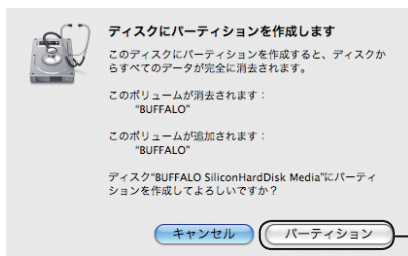 ディスクにパーティションを作成します
このディスクにパーティションを作成すると、ディスクか
らすべてのデータが完全に消去されます。
このボリュームが消去されます：
"BUFFALO"
このボリュームが追加されます：
"BUFFALO"
ディスク"BUFFALO SiliconHardDisk Media"にパーティ
ションを作成してよろしいですか？
キャンセル パーティション